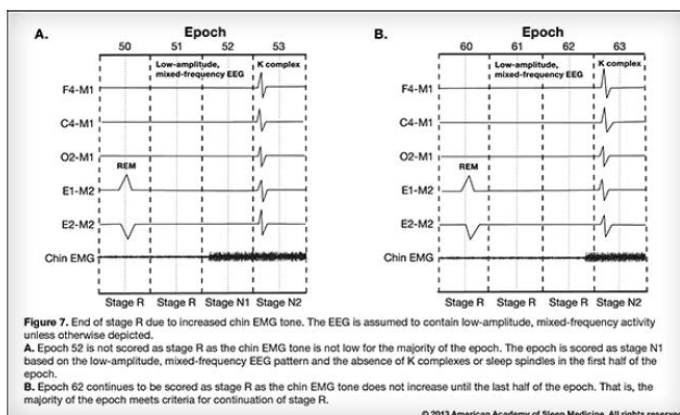 A.
Epoch
50 51 52 53
Low-amplitude, mixed-frequency EEG
K complex
F4-M1
C4-M1
O2-M1
REM
E1-M2
E2-M2
Chin EMG
Stage R Stage R Stage N1 Stage N2
B.
Epoch
60 61 62 63
Low-amplitude, mixed-frequency EEG
K complex
F4-M1
C4-M1
O2-M1
REM
E1-M2
E2-M2
Chin EMG
Stage R Stage R Stage R Stage N2
Figure 7. End of stage R due to increased chin EMG tone. The EEG is assumed to contain low-amplitude, mixed-frequency activity
unless otherwise depicted.
A. Epoch 52 is not scored as stage R as the chin EMG tone is not low for the majority of the epoch. The epoch is scored as stage N1
based on the low-amplitude, mixed-frequency EEG pattern and the absence of K complexes or sleep spindles in the first half of the
epoch.
B. Epoch 62 continues to be scored as stage R as the chin EMG tone does not increase until the last half of the epoch. That is, the
majority of the epoch meets criteria for continuation of stage R.
© 2013 American Academy of Sleep Medicine. All rights reserved